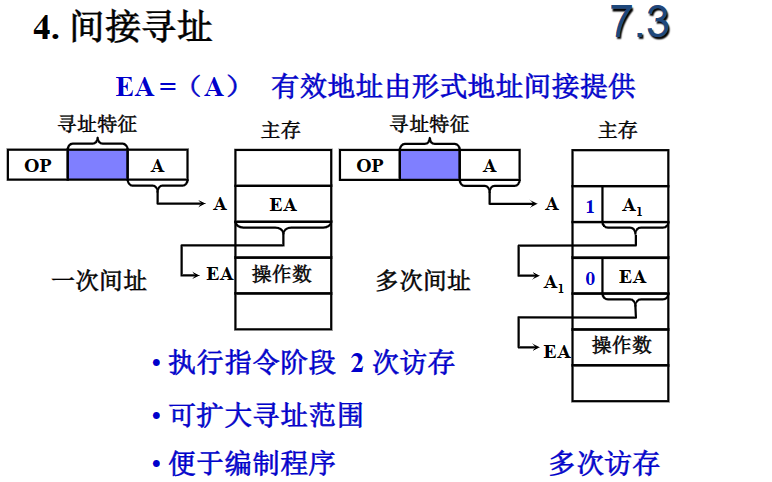 4. 间接寻址
7.3
EA =（A） 有效地址由形式地址间接提供
寻址特征
主存
寻址特征
主存
OP
A
OP
A
A
EA
A
1
A1
EA
操作数
一次间址
多次间址
A1
0
EA
EA
操作数
• 执行指令阶段 2 次访存
• 可扩大寻址范围
• 便于编制程序
多次访存